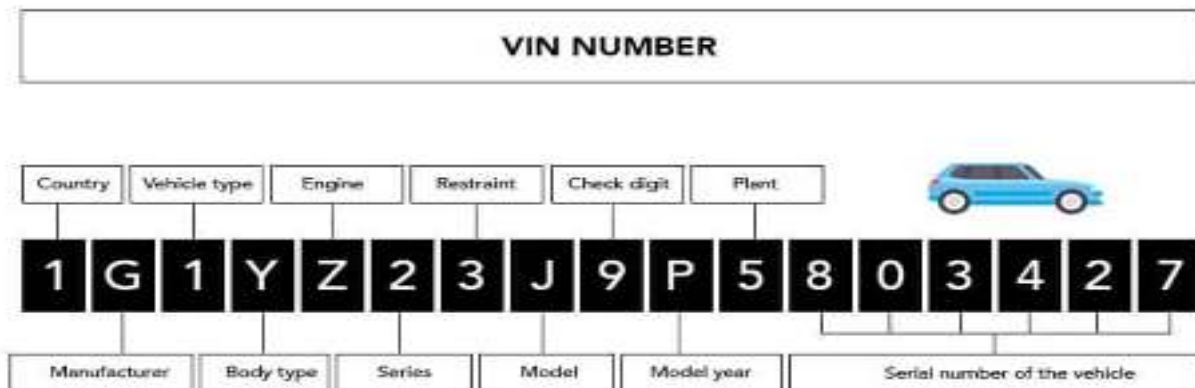 VIN NUMBER
Country Vehicle type Engine Restraint Check digit Plant
1 G 1 Y Z 2 3 J 9 P 5 8 0 3 4 2 7
Manufacturer Body type Series Model Model year Serial number of the vehicle